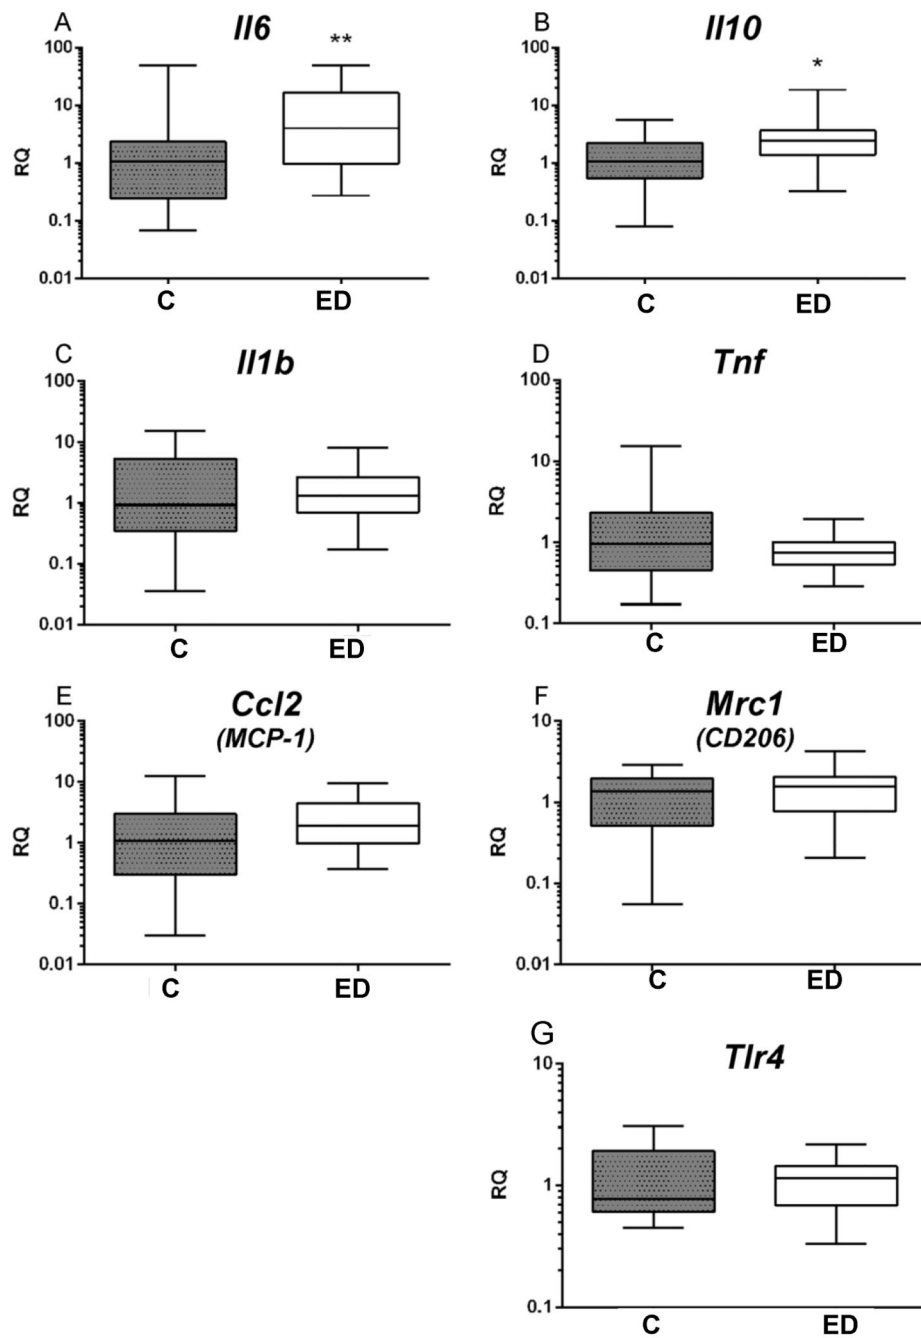 A
Il6
**
100
10
1
0.1
0.01
RQ
C
ED
B
Il10
*
100
10
1
0.1
0.01
RQ
C
ED
C
Il1b
100
10
1
0.1
0.01
RQ
C
ED
D
Tnf
100
10
1
0.1
RQ
C
ED
E
Ccl2
(MCP-1)
100
10
1
0.1
0.01
RQ
C
ED
F
Mrc1
(CD206)
10
1
0.1
0.01
RQ
C
ED
G
Tlr4
10
1
0.1
RQ
C
ED